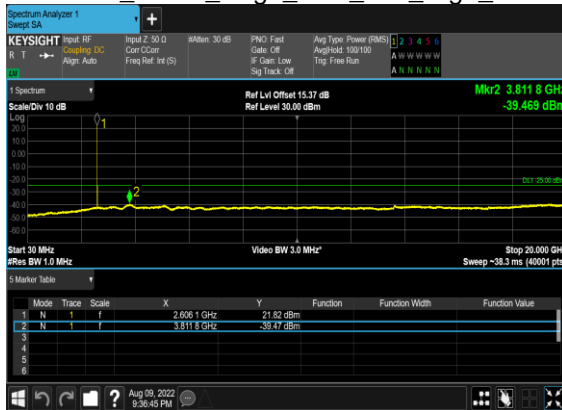 Spectrum Analyzer 1
Swept SA
+
KEYSIGHT Input: RF Input Z: 50 Ω #Atten: 30 dB PNO: Fast Avg Type: Power (RMS) 1 2 3 4 5 6
R T Coupling: DC Corr CCorr Gate: Off Avg|Hold: 100/100 A W W W W W
Align: Auto Freq Ref: Int (S) IF Gain: Low Trig: Free Run
Sig Track: Off A N N N N N
1 Spectrum Ref Lvl Offset 15.37 dB Mkr2 3.811 8 GHz
Scale/Div 10 dB Ref Level 30.00 dBm -39.469 dBm
Log
20.0
10.0
0.00
-10.0
-20.0
-30.0
-40.0
-50.0
-60.0
1
2
DL1 -25.00 dBm
Start 30 MHz Video BW 3.0 MHz* Stop 20.000 GHz
#Res BW 1.0 MHz Sweep ~38.3 ms (40001 pts)
5 Marker Table
Mode Trace Scale X Y Function Function Width Function Value
1 N 1 f 2.606 1 GHz 21.82 dBm
2 N 1 f 3.811 8 GHz -39.47 dBm
3
4
5
6
? Aug 09, 2022
9:36:45 PM